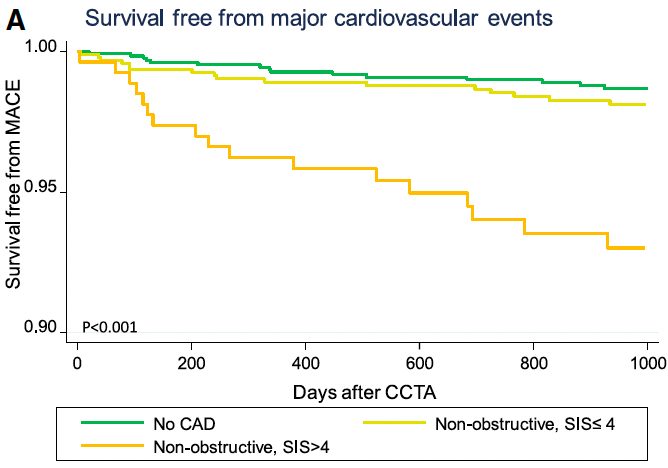 A
Survival free from major cardiovascular events
Survival free from MACE
1.00
0.95
0.90
P<0.001
0 200 400 600 800 1000
Days after CCTA
No CAD Non-obstructive, SIS≤ 4
Non-obstructive, SIS>4